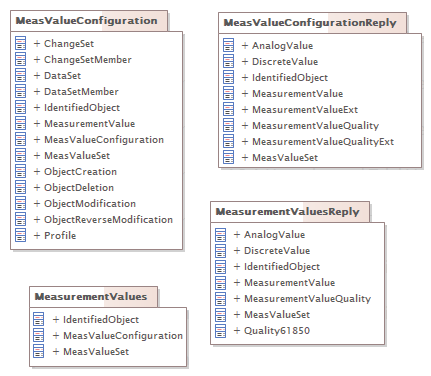 MeasValueConfiguration
+ ChangeSet
+ ChangeSetMember
+ DataSet
+ DataSetMember
+ IdentifiedObject
+ MeasurementValue
+ MeasValueConfiguration
+ MeasValueSet
+ ObjectCreation
+ ObjectDeletion
+ ObjectModification
+ ObjectReverseModification
+ Profile
MeasValueConfigurationReply
+ AnalogValue
+ DiscreteValue
+ IdentifiedObject
+ MeasurementValue
+ MeasurementValueExt
+ MeasurementValueQuality
+ MeasurementValueQualityExt
+ MeasValueSet
MeasurementValuesReply
+ AnalogValue
+ DiscreteValue
+ IdentifiedObject
+ MeasurementValue
+ MeasurementValueQuality
+ MeasValueSet
+ Quality61850
MeasurementValues
+ IdentifiedObject
+ MeasValueConfiguration
+ MeasValueSet